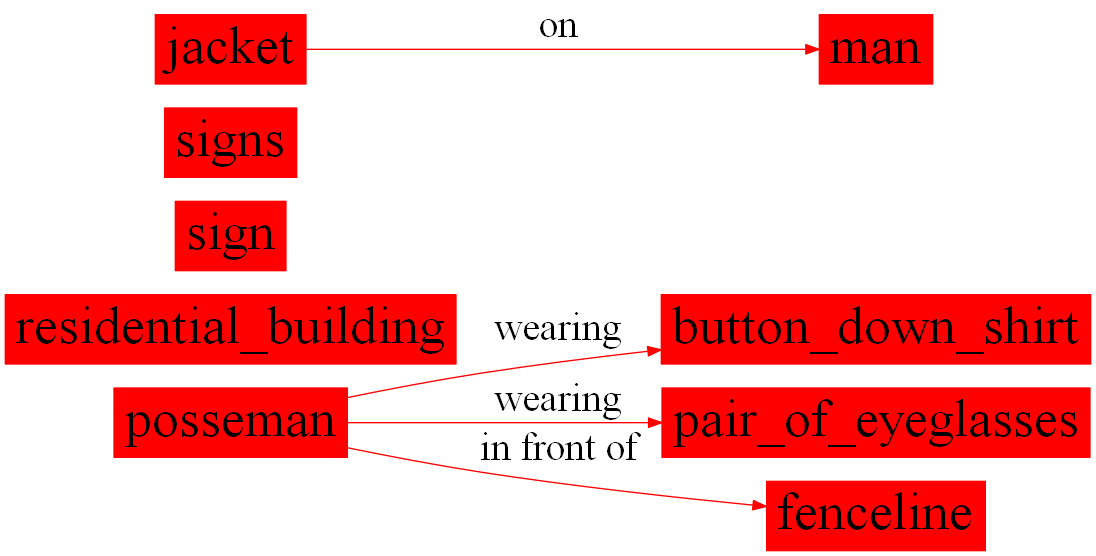 jacket on man
signs
sign
residential_building
wearing button_down_shirt
posseman wearing pair_of_eyeglasses
in front of fenceline